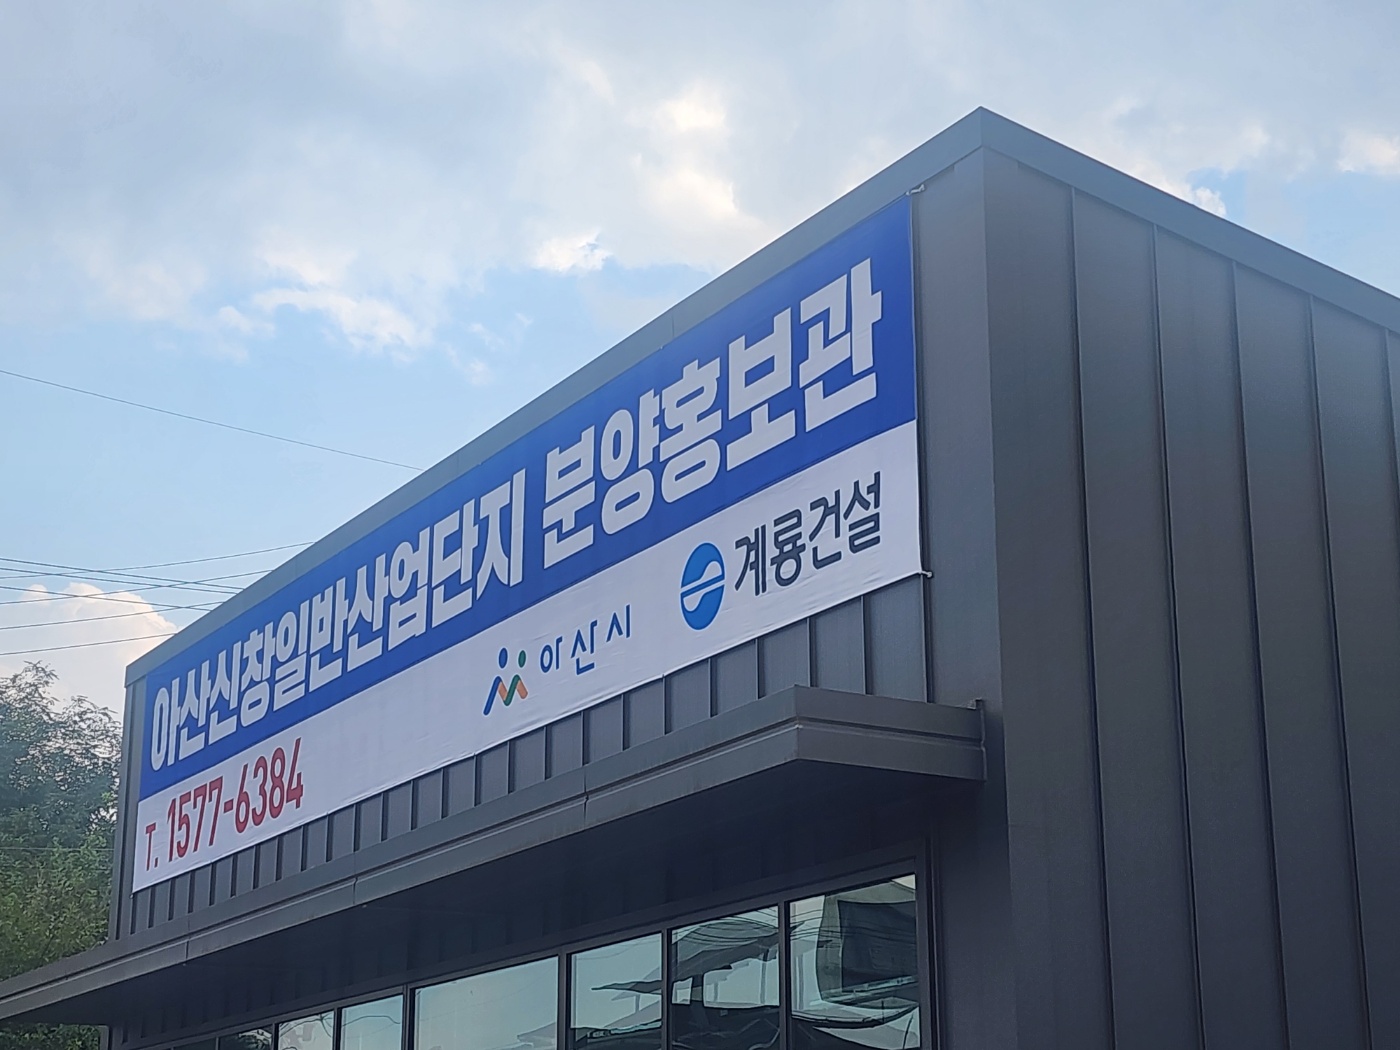 아산신창일반산업단지 분양홍보관
T. 1577-6384
아산시
계룡건설